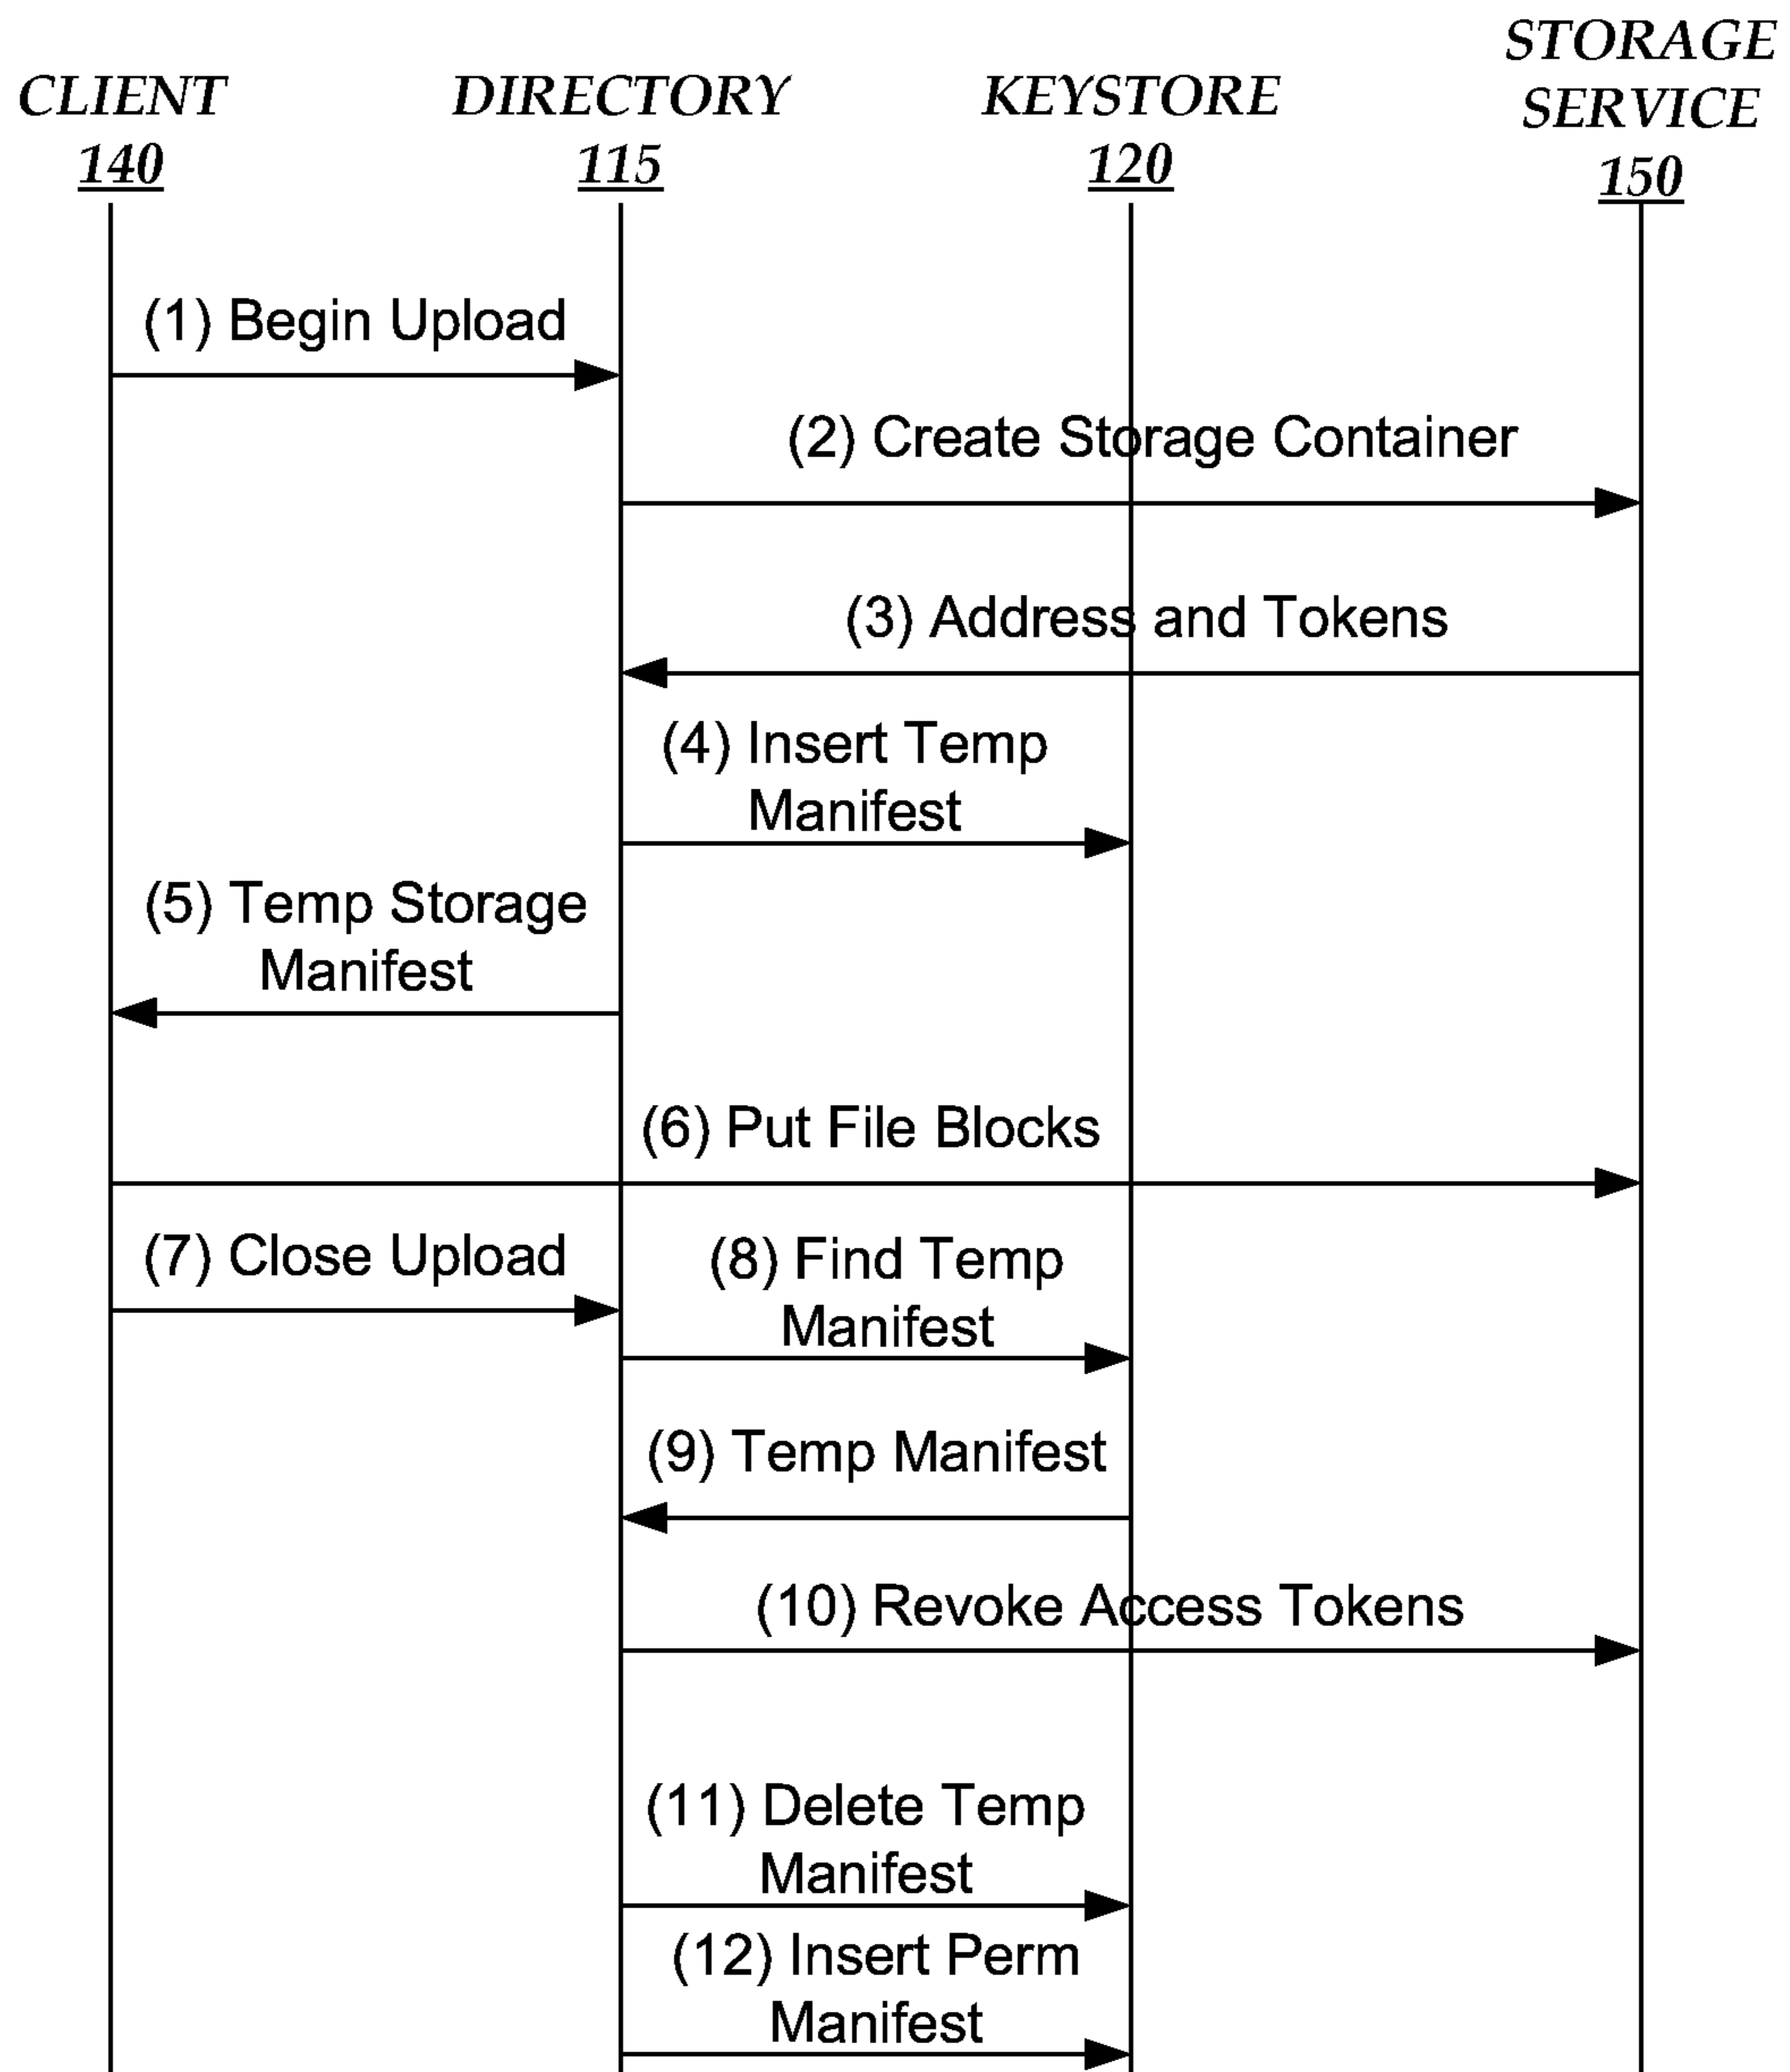 CLIENT
140
DIRECTORY
115
KEYSTORE
120
STORAGE
SERVICE
150
(1) Begin Upload
(2) Create Storage Container
(3) Address and Tokens
(4) Insert Temp
Manifest
(5) Temp Storage
Manifest
(6) Put File Blocks
(7) Close Upload
(8) Find Temp
Manifest
(9) Temp Manifest
(10) Revoke Access Tokens
(11) Delete Temp
Manifest
(12) Insert Perm
Manifest